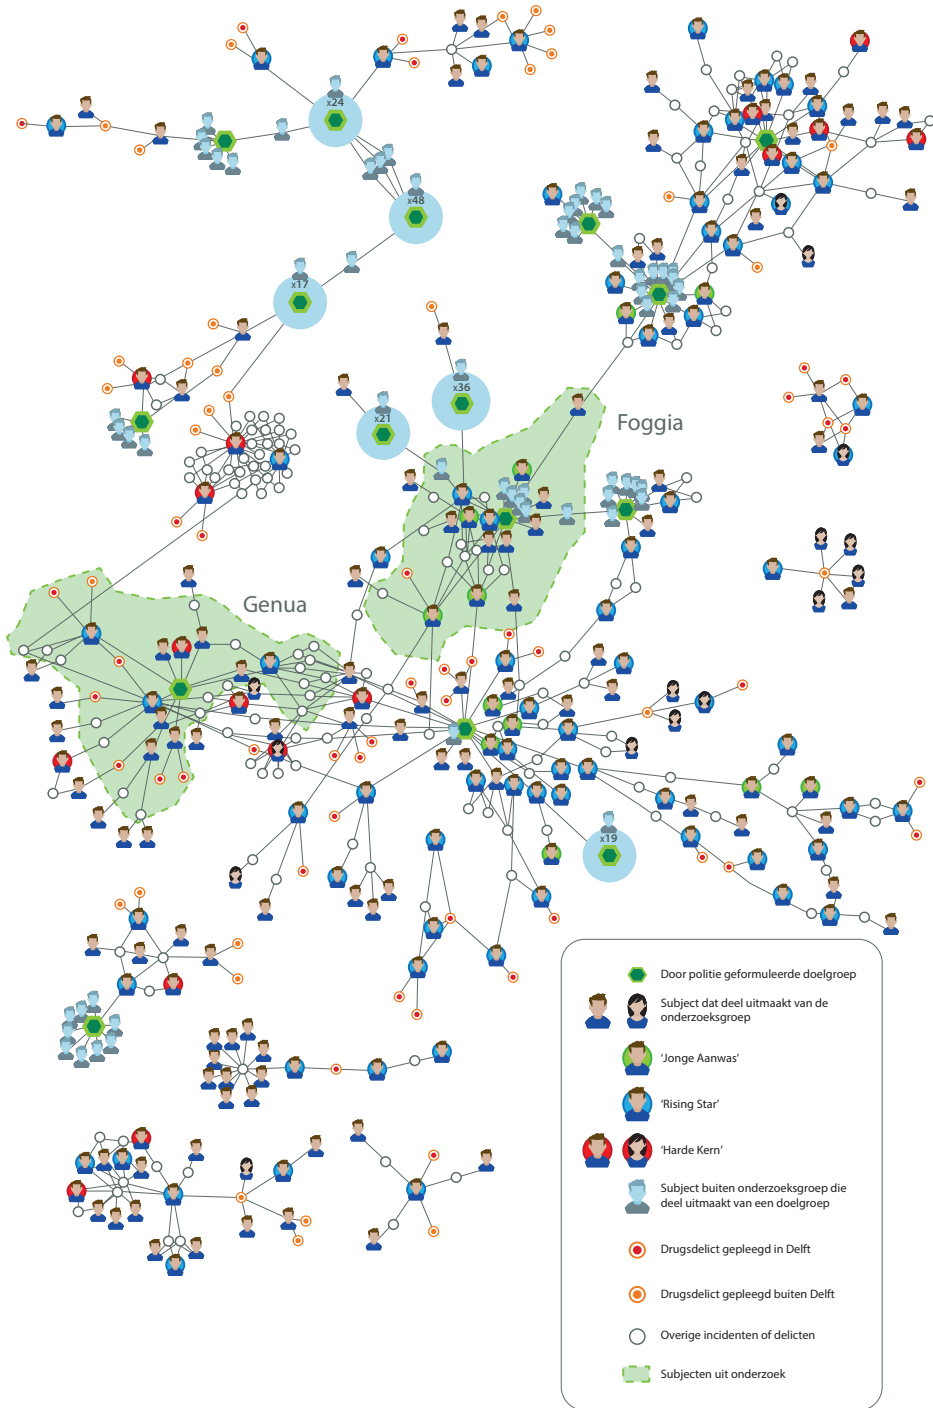 x24
x48
x17
x36
x21
Foggia
Genua
x19
Door politie geformuleerde doelgroep
Subject dat deel uitmaakt van de
onderzoeksgroep
'Jonge Aanwas'
'Rising Star'
'Harde Kern'
Subject buiten onderzoeksgroep die
deel uitmaakt van een doelgroep
Drugsdelict gepleegd in Delft
Drugsdelict gepleegd buiten Delft
Overige incidenten of delicten
Subjecten uit onderzoek